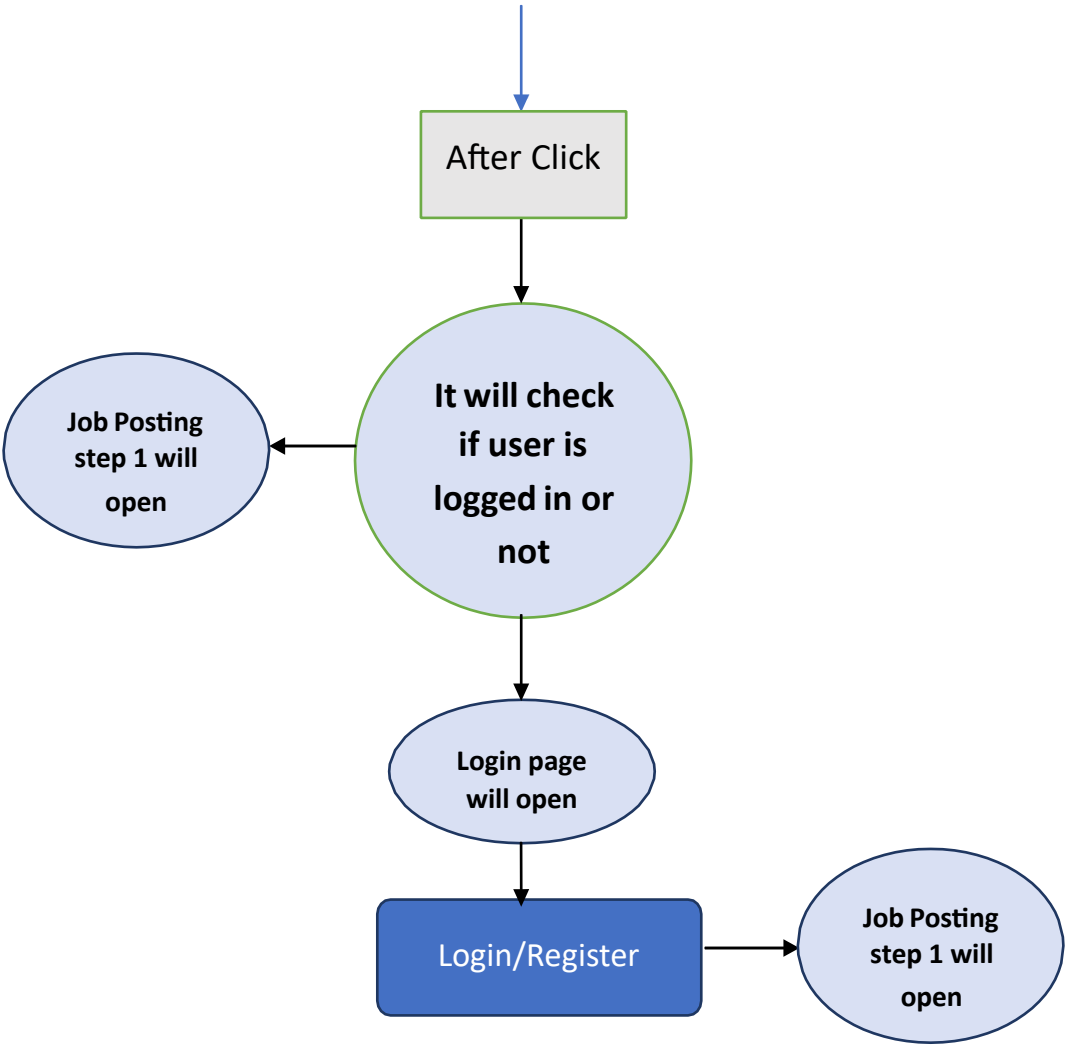 After Click
It will check
if user is
logged in or
not
Job Posting
step 1 will
open
Login page
will open
Login/Register
Job Posting
step 1 will
open